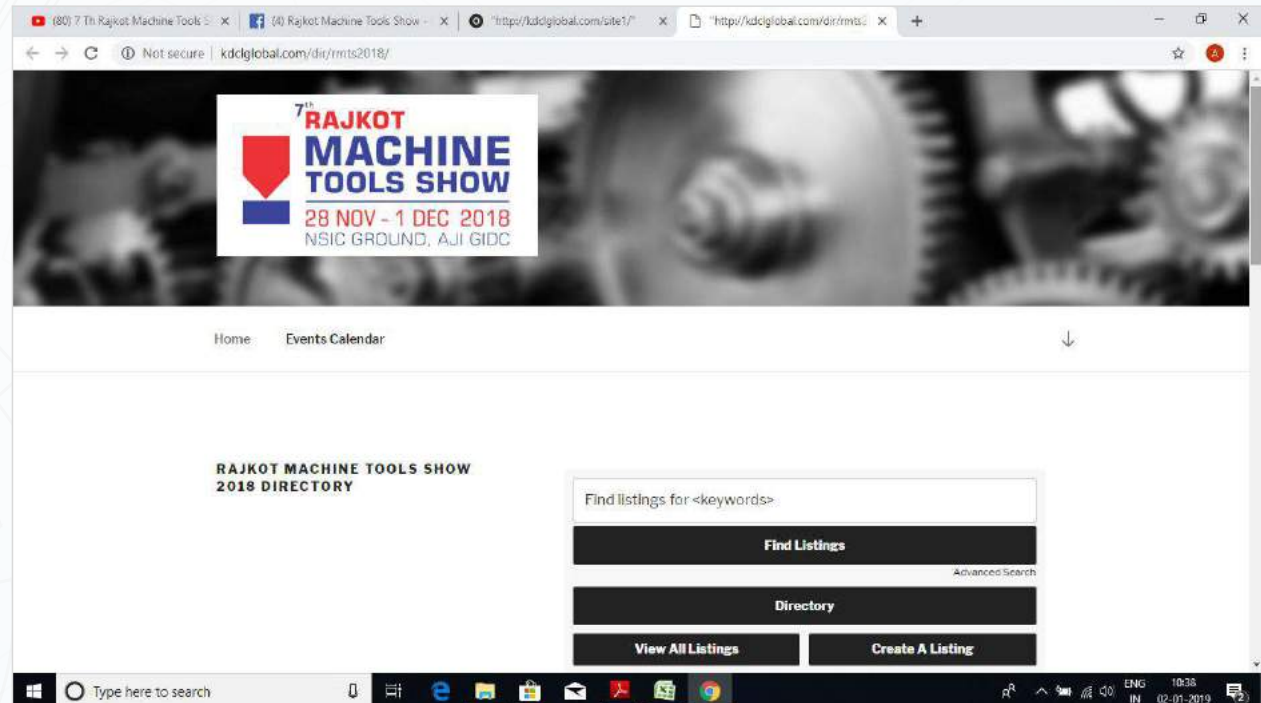 (80) 7 Th Rajkot Machine Tools S
(4) Rajkot Machine Tools Show -
"http://kdclglobal.com/site1/"
"http://kdclglobal.com/dir/rmts
Not secure | kdclglobal.com/dir/rmts2018/
A
7th
RAJKOT
MACHINE
TOOLS SHOW
28 NOV - 1 DEC 2018
NSIC GROUND, AJI GIDC
Home Events Calendar
RAJKOT MACHINE TOOLS SHOW
2018 DIRECTORY
Find listings for <keywords>
Find Listings
Advanced Search
Directory
View All Listings Create A Listing
Type here to search
ENG
IN
10:38
02-01-2019
2